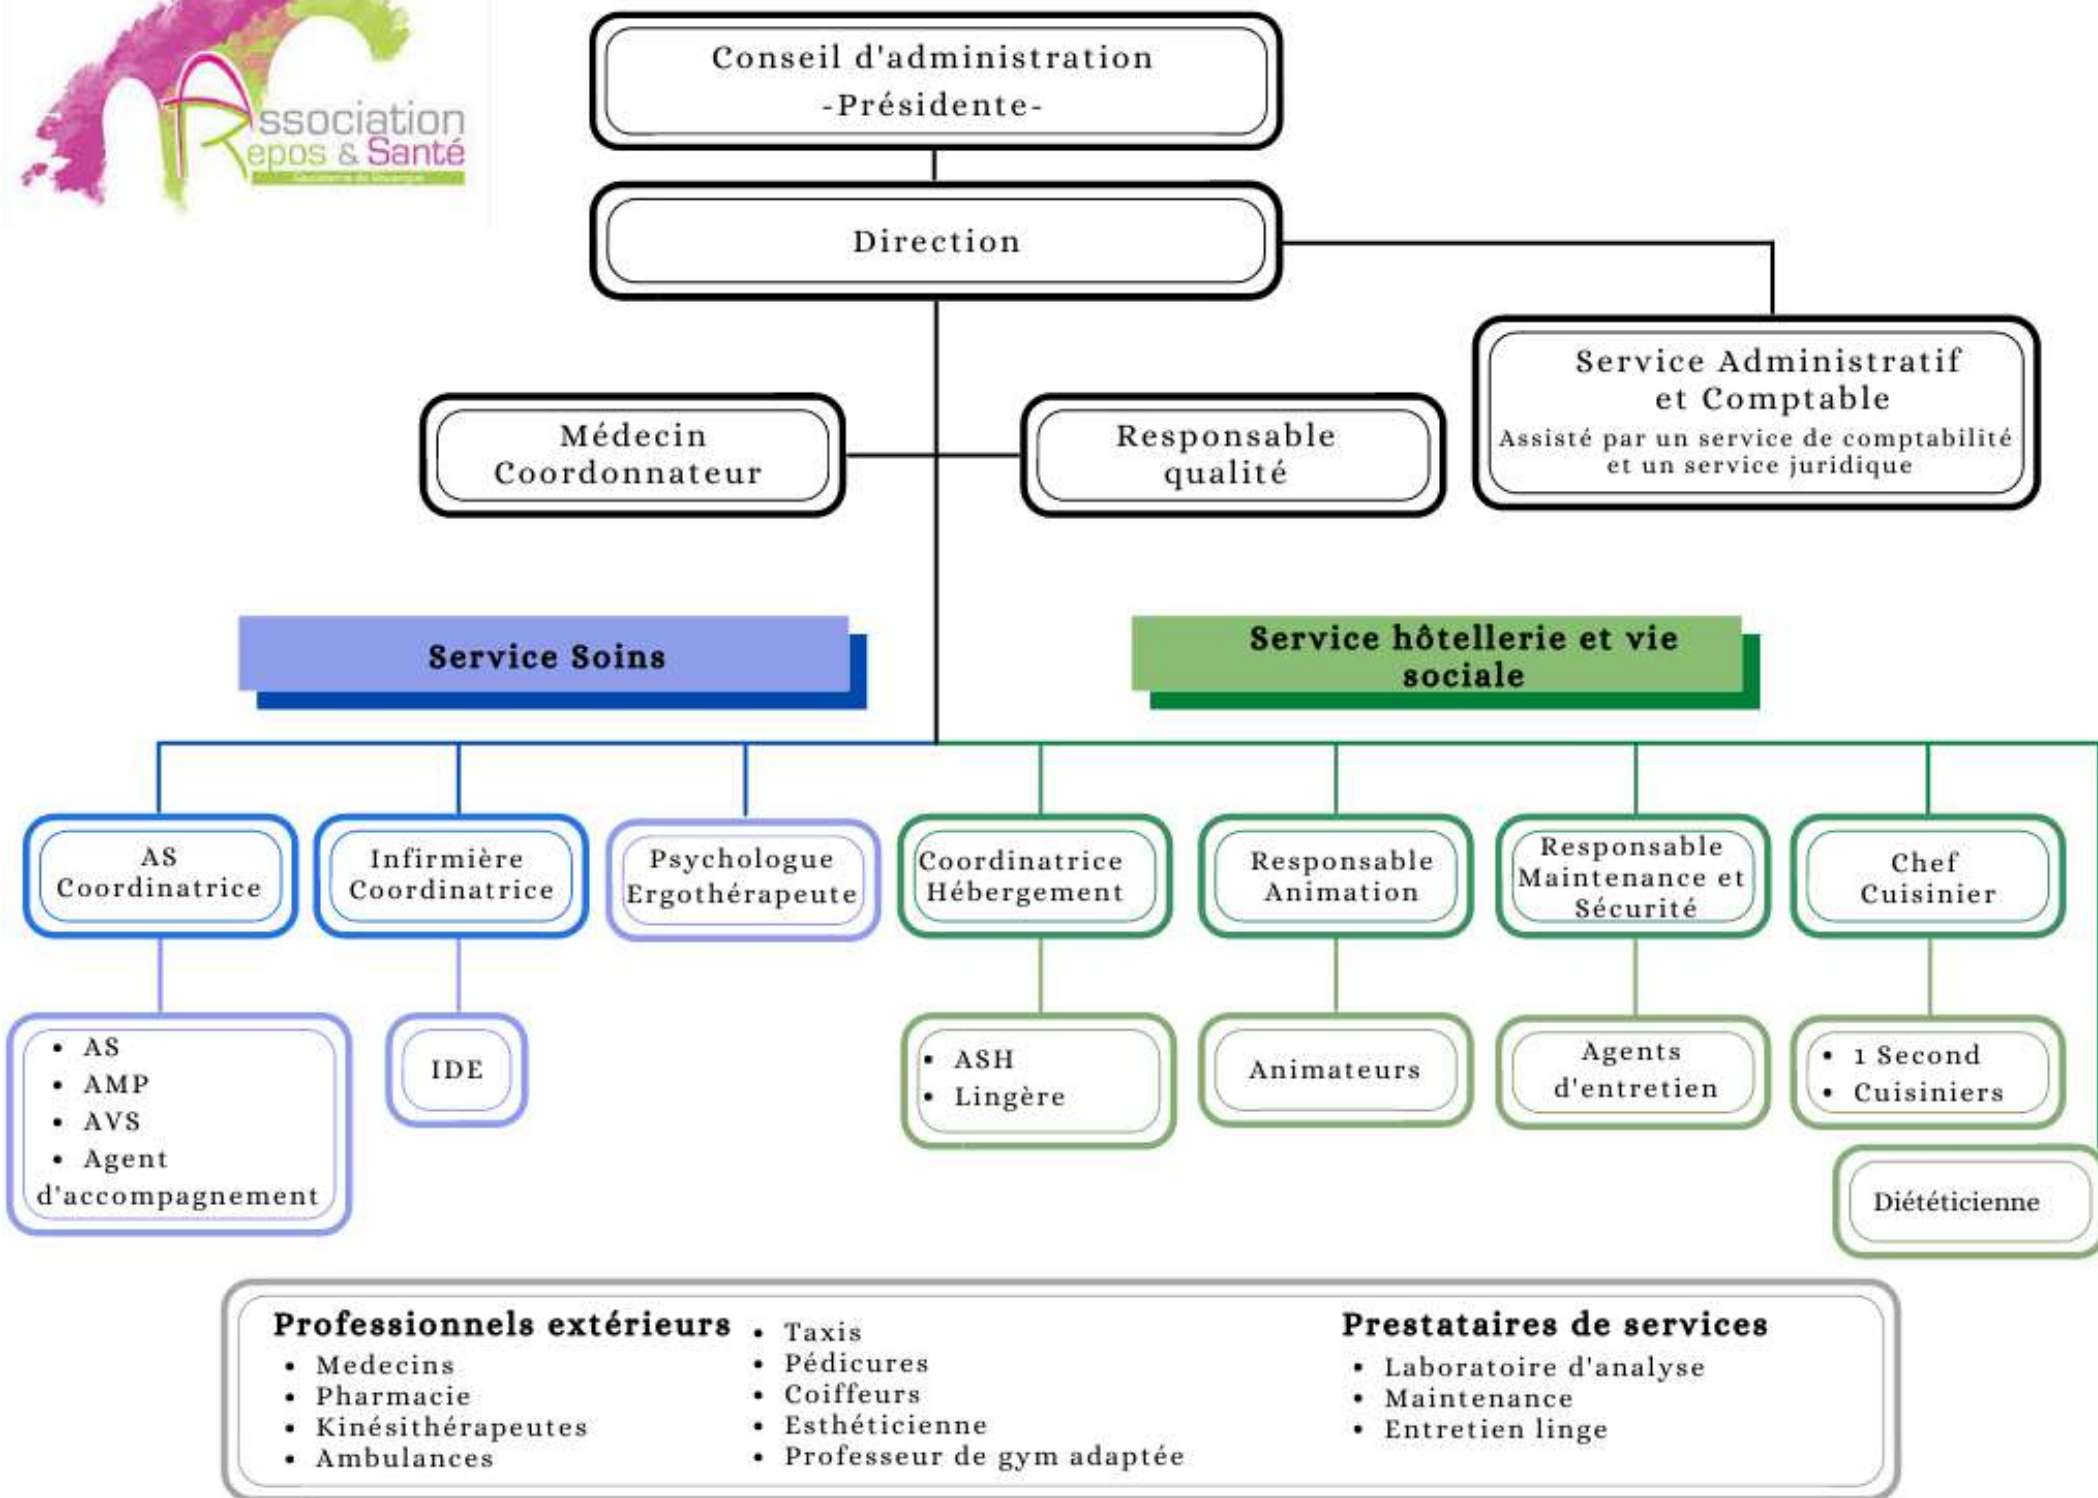 Association
Repos & Santé
Conseil d'administration
-Présidente-
Direction
Service Administratif
et Comptable
Assisté par un service de comptabilité
et un service juridique
Médecin
Coordonnateur
Responsable
qualité
Service Soins
Service hôtellerie et vie
sociale
AS
Coordinatrice
Infirmière
Coordinatrice
Psychologue
Ergothérapeute
Coordinatrice
Hébergement
Responsable
Animation
Responsable
Maintenance et
Sécurité
Chef
Cuisinier
• AS
• AMP
• AVS
• Agent
d'accompagnement
IDE
• ASH
• Lingère
Animateurs
Agents
d'entretien
• 1 Second
• Cuisiniers
Diététicienne
Professionnels extérieurs
• Medecins
• Pharmacie
• Kinésithérapeutes
• Ambulances
• Taxis
• Pédicures
• Coiffeurs
• Esthéticienne
• Professeur de gym adaptée
Prestataires de services
• Laboratoire d'analyse
• Maintenance
• Entretien linge